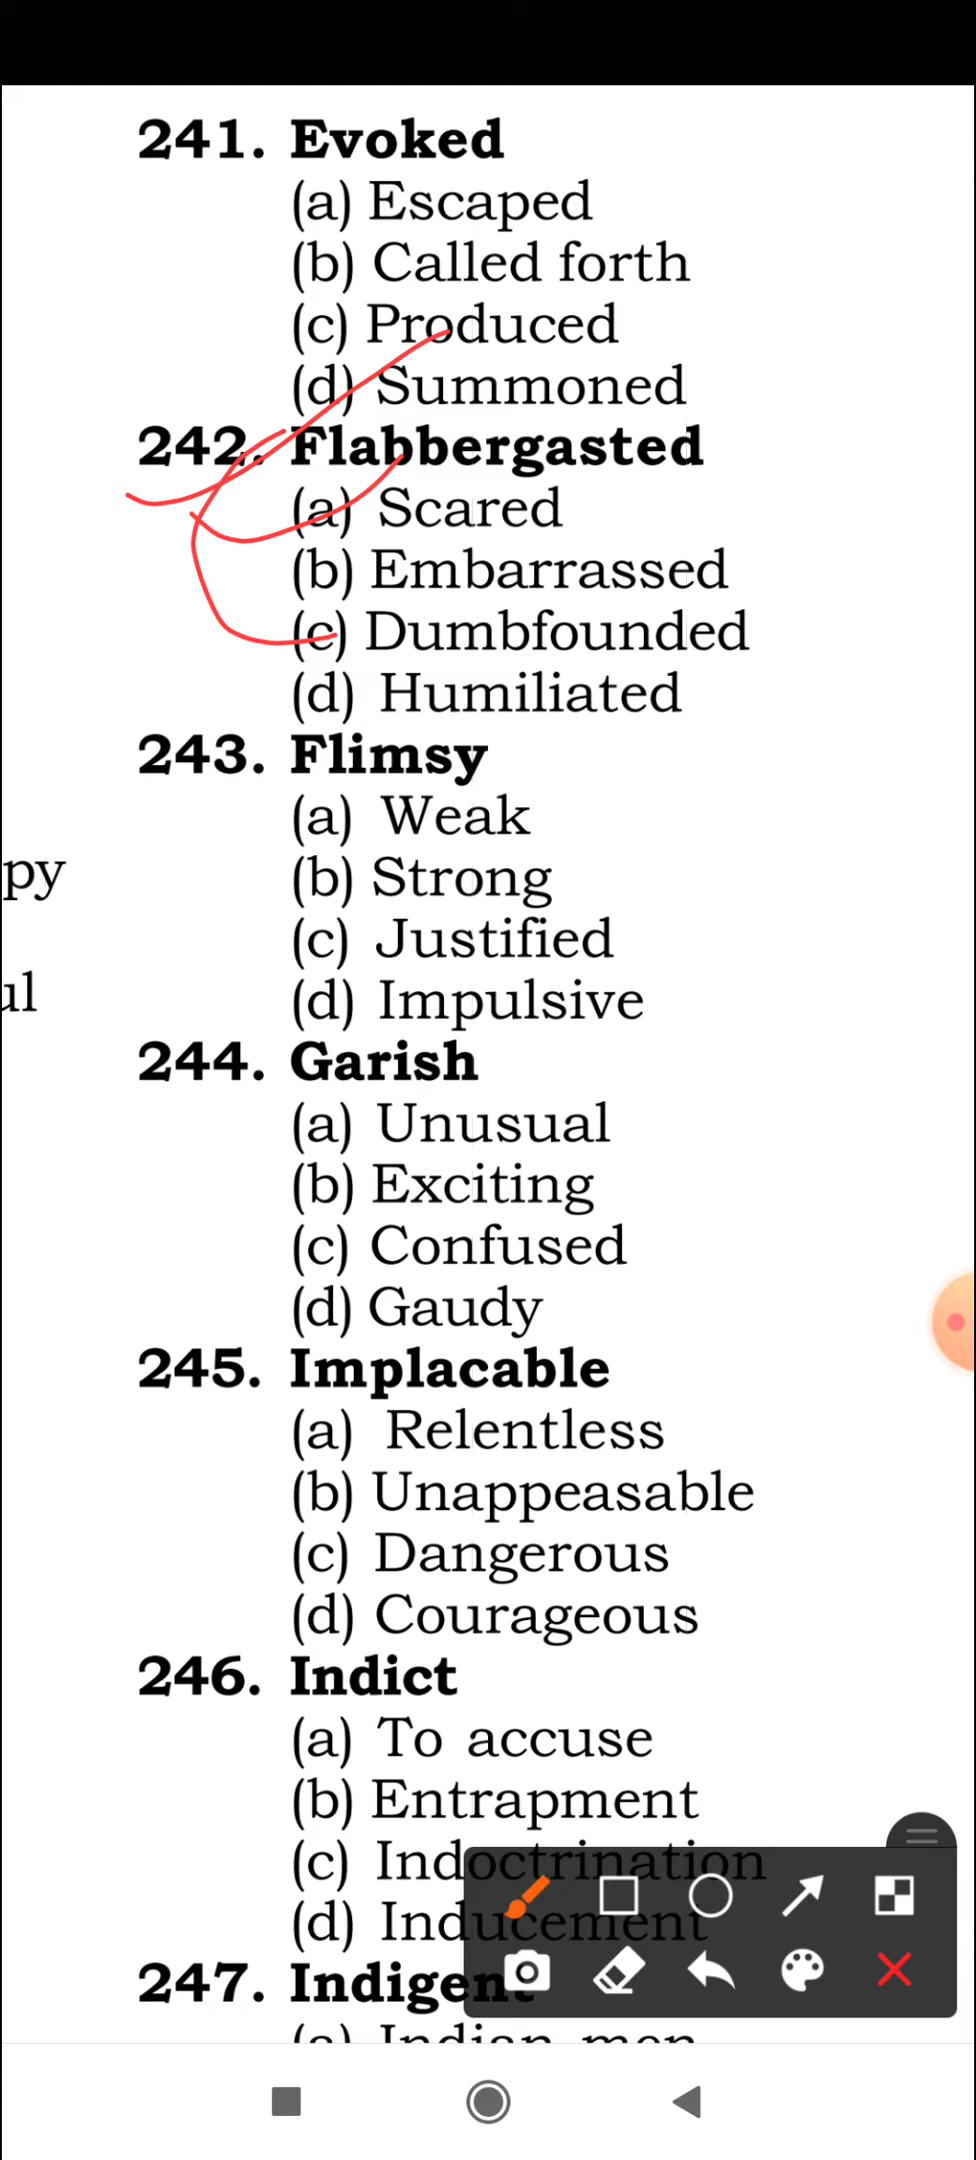 241. Evoked
(a) Escaped
(b) Called forth
(c) Produced
(d) Summoned
242. Flabbergasted
(a) Scared
(b) Embarrassed
(c) Dumbfounded
(d) Humiliated
243. Flimsy
(a) Weak
py
(b) Strong
(c) Justified
ul
(d) Impulsive
244. Garish
(a) Unusual
(b) Exciting
(c) Confused
(d) Gaudy
245. Implacable
(a) Relentless
(b) Unappeasable
(c) Dangerous
(d) Courageous
246. Indict
(a) To accuse
(b) Entrapment
(c) Indoctrination
(d) Inducement
247. Indigent
(a) Indian men